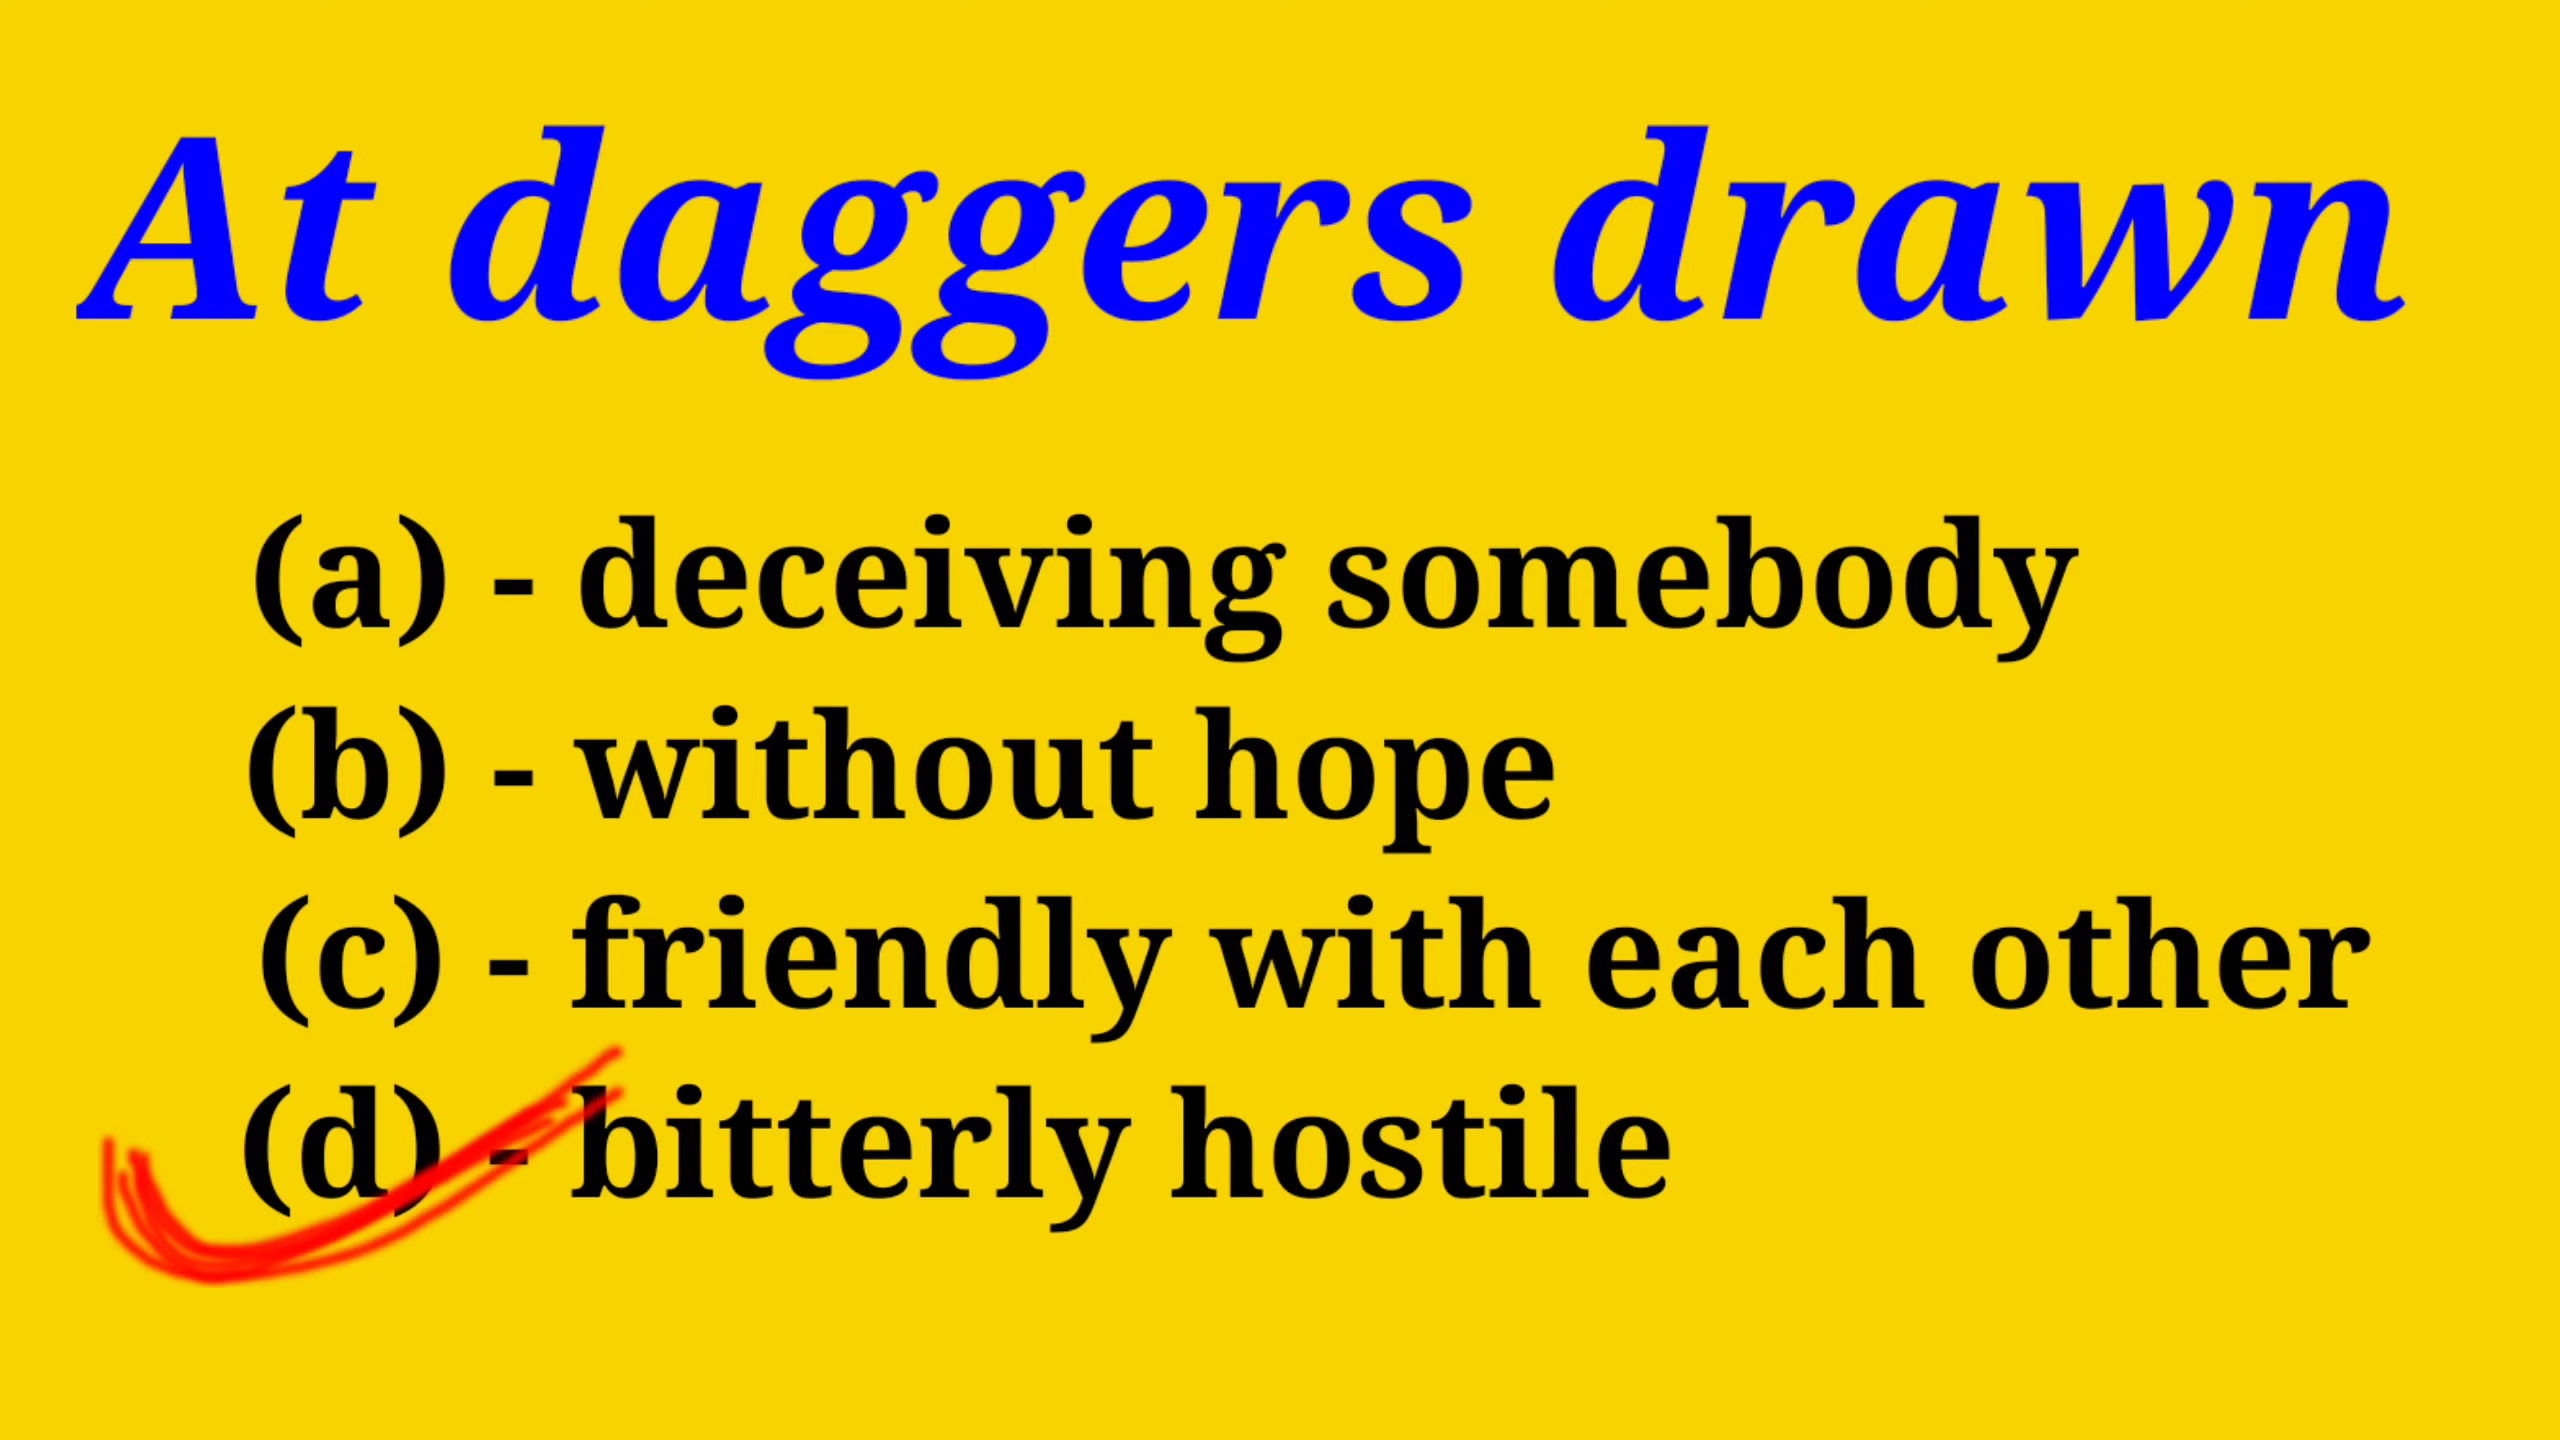 At daggers drawn
(a) - deceiving somebody
(b) - without hope
(c) - friendly with each other
(d) - bitterly hostile